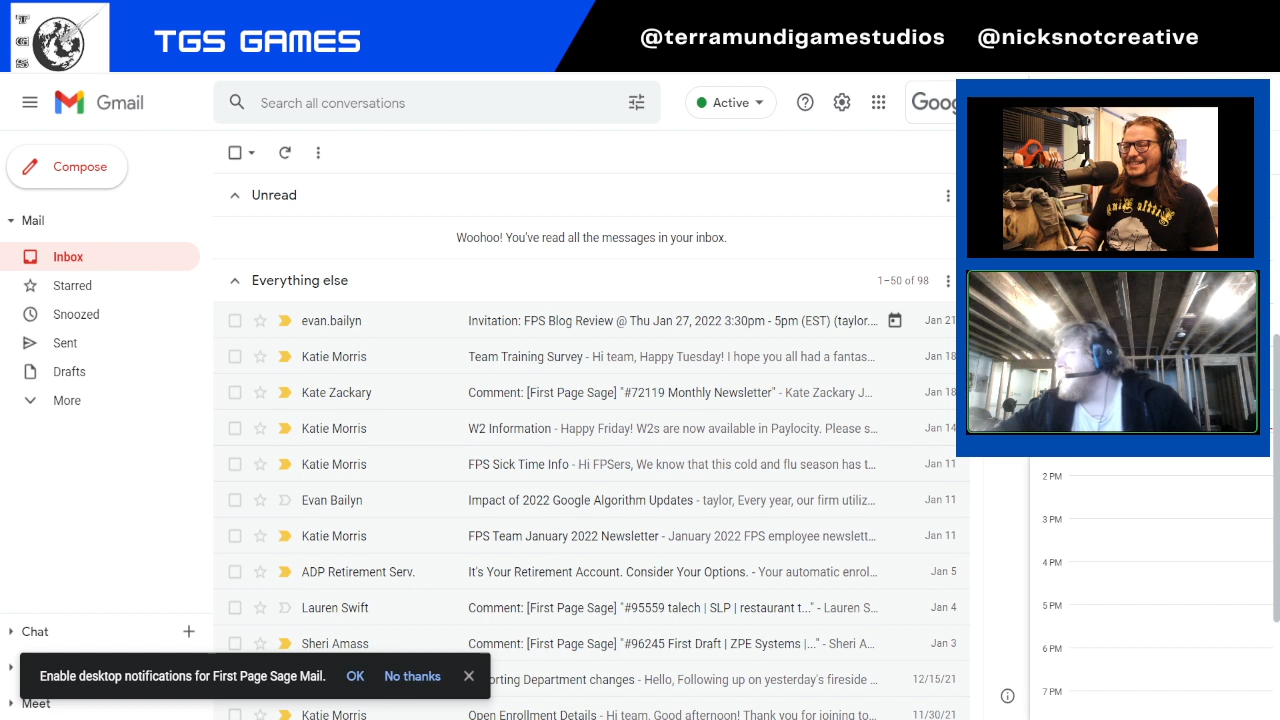 T
G
S
TGS GAMES
@terramundigamestudios @nicksnotcreative
Gmail
Search all conversations
Active
Goog
Compose
Mail
Inbox
Starred
Snoozed
Sent
Drafts
More
Unread
Woohoo! You've read all the messages in your inbox.
Everything else
1–50 of 98
evan.bailyn Invitation: FPS Blog Review @ Thu Jan 27, 2022 3:30pm - 5pm (EST) (taylor.... Jan 21
Katie Morris Team Training Survey - Hi team, Happy Tuesday! I hope you all had a fantas... Jan 18
Kate Zackary Comment: [First Page Sage] "#72119 Monthly Newsletter" - Kate Zackary J... Jan 18
Katie Morris W2 Information - Happy Friday! W2s are now available in Paylocity. Please s... Jan 14
Katie Morris FPS Sick Time Info - Hi FPSers, We know that this cold and flu season has t... Jan 11
Evan Bailyn Impact of 2022 Google Algorithm Updates - taylor, Every year, our firm utiliz... Jan 11
Katie Morris FPS Team January 2022 Newsletter - January 2022 FPS employee newslett... Jan 11
ADP Retirement Serv. It's Your Retirement Account. Consider Your Options. - Your automatic enrol... Jan 5
Lauren Swift Comment: [First Page Sage] "#95559 talech | SLP | restaurant t..." - Lauren S... Jan 4
Sheri Amass Comment: [First Page Sage] "#96245 First Draft | ZPE Systems |..." - Sheri A... Jan 3
orting Department changes - Hello, Following up on yesterday's fireside ... 12/15/21
Katie Morris Open Enrollment Details - Hi team, Good afternoon! Thank you for joining to... 11/30/21
Chat
Enable desktop notifications for First Page Sage Mail. OK No thanks
Meet
2 PM
3 PM
4 PM
5 PM
6 PM
7 PM